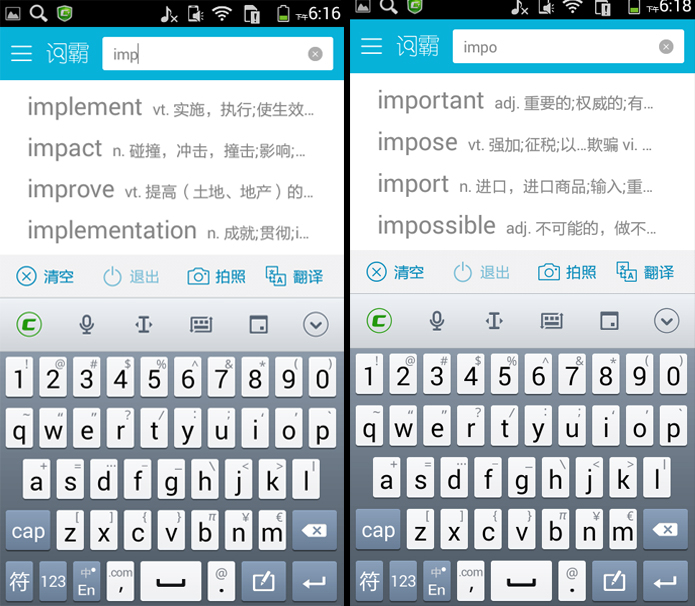 下午6:16
词霸 imp
implement vt. 实施，执行;使生效...
impact n. 碰撞，冲击，撞击;影响;...
improve vt. 提高（土地、地产）的...
implementation n. 成就;贯彻;i...
清空 退出 拍照 翻译
1! 2@ 3# 4$ 5% 6^ 7& 8* 9( 0)
q~ w“ e” r? t/ y: u; i' o· p`
a+ s= d… f− g_ h\ j< k> l|
cap z[ x] c{ v} bπ n¥ m€
符 123 中/En .com , @ .
下午6:18
词霸 impo
important adj. 重要的;权威的;有...
impose vt. 强加;征税;以...欺骗 vi. ...
import n. 进口，进口商品;输入;重...
impossible adj. 不可能的，做不...
清空 退出 拍照 翻译
1! 2@ 3# 4$ 5% 6^ 7& 8* 9( 0)
q~ w“ e” r? t/ y: u; i' o· p`
a+ s= d… f− g_ h\ j< k> l|
cap z[ x] c{ v} bπ n¥ m€
符 123 中/En .com , @ .